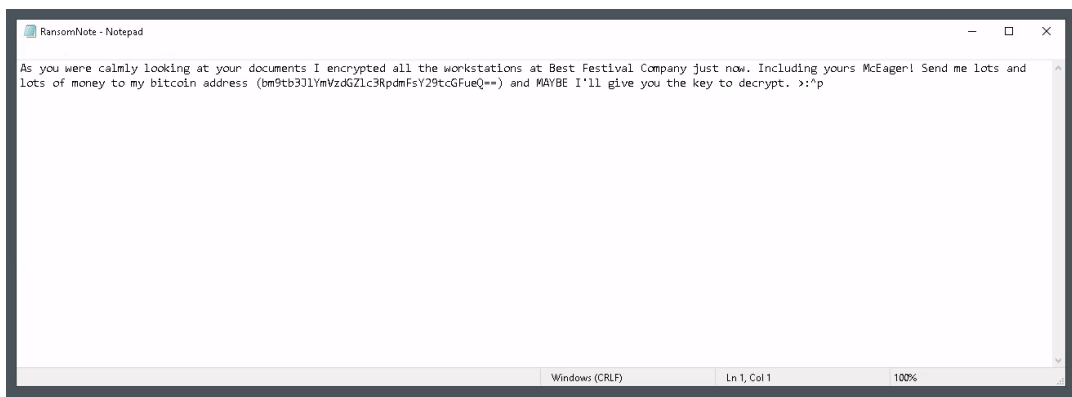 RansomNote - Notepad
As you were calmly looking at your documents I encrypted all the workstations at Best Festival Company just now. Including yours McEager! Send me lots and
lots of money to my bitcoin address (bm9tb3JlYmVzdGZlc3RpdmFsY29tcGFueQ==) and MAYBE I'll give you the key to decrypt. >:^p
Windows (CRLF) Ln 1, Col 1 100%